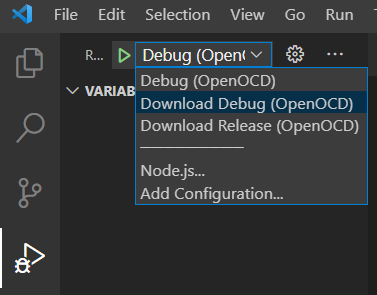 File Edit Selection View Go Run
R... Debug (Open
VARIAB
Debug (OpenOCD)
Download Debug (OpenOCD)
Download Release (OpenOCD)
Node.js...
Add Configuration...